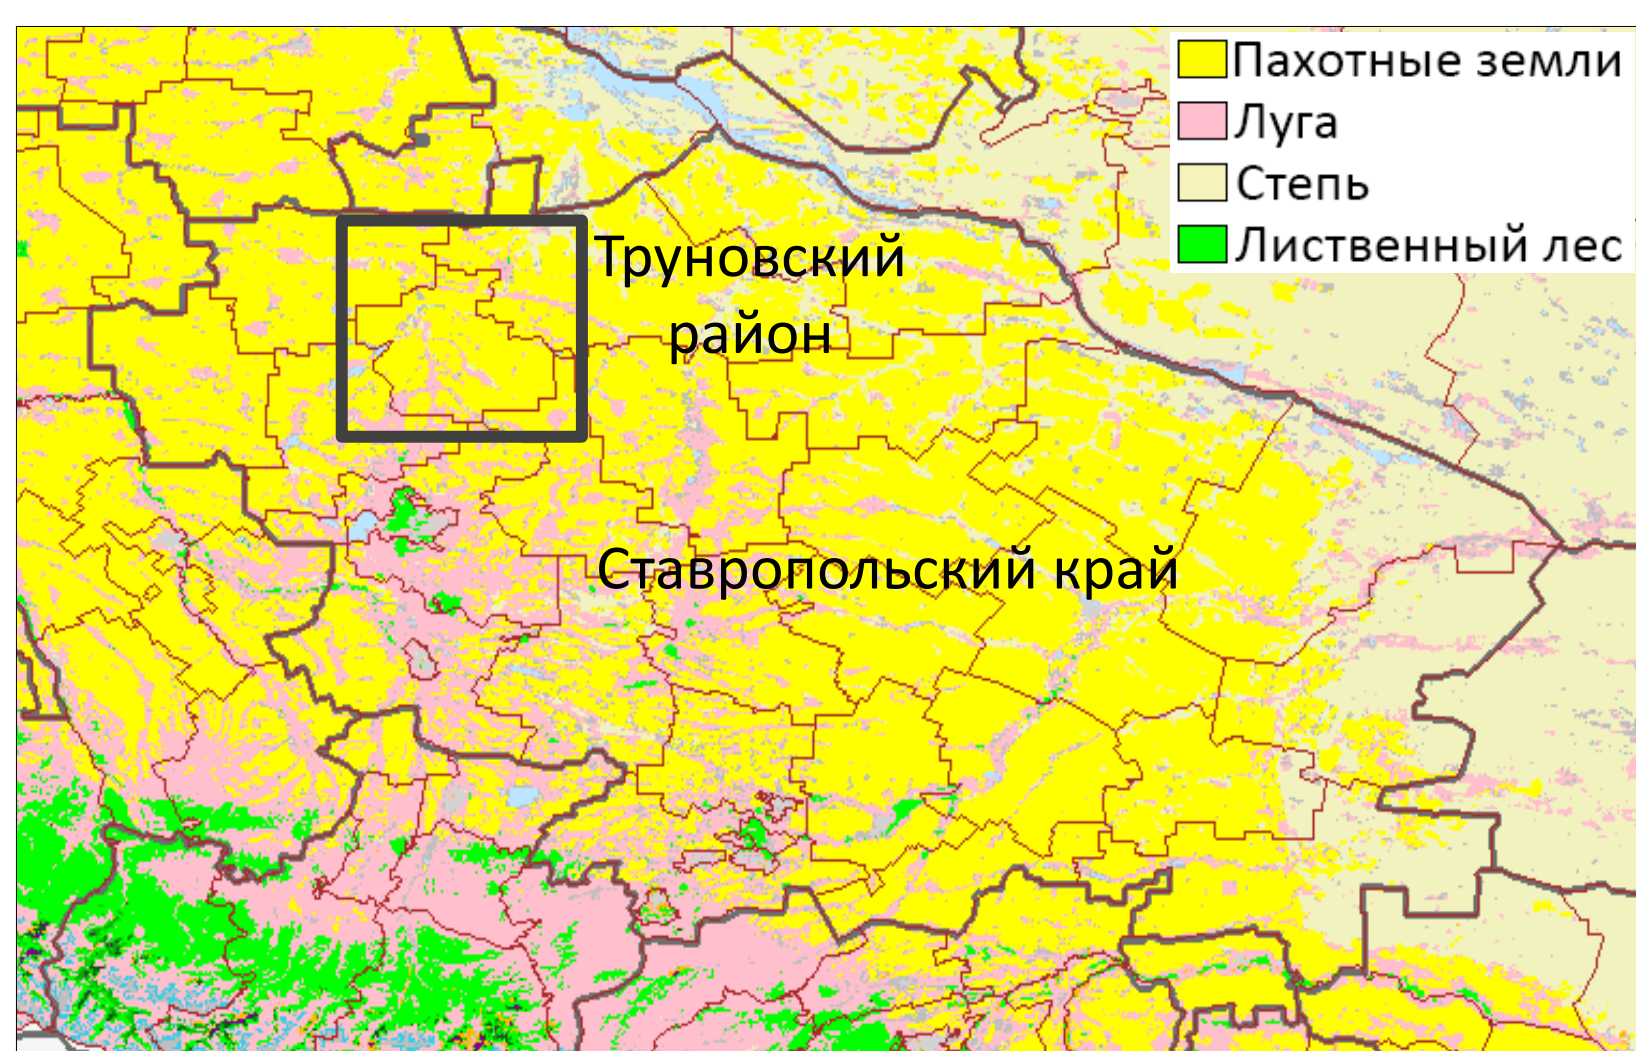 Пахотные земли
Луга
Степь
Лиственный лес
Труновский
район
Ставропольский край